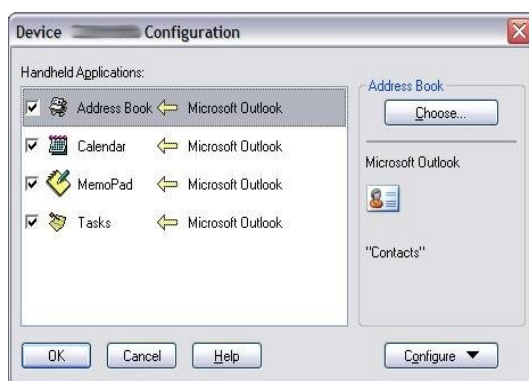 Device Configuration
Handheld Applications:
Address Book Microsoft Outlook
Calendar Microsoft Outlook
MemoPad Microsoft Outlook
Tasks Microsoft Outlook
Address Book
Choose...
Microsoft Outlook
"Contacts"
OK
Cancel
Help
Configure